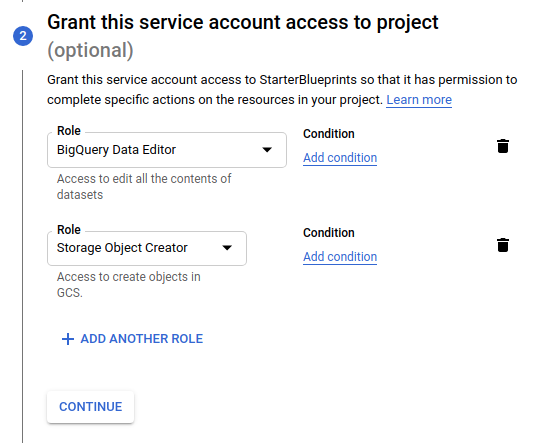 2
Grant this service account access to project
(optional)
Grant this service account access to StarterBlueprints so that it has permission to
complete specific actions on the resources in your project. Learn more
Role
BigQuery Data Editor
Condition
Add condition
Access to edit all the contents of
datasets
Role
Storage Object Creator
Condition
Add condition
Access to create objects in
GCS.
+ ADD ANOTHER ROLE
CONTINUE